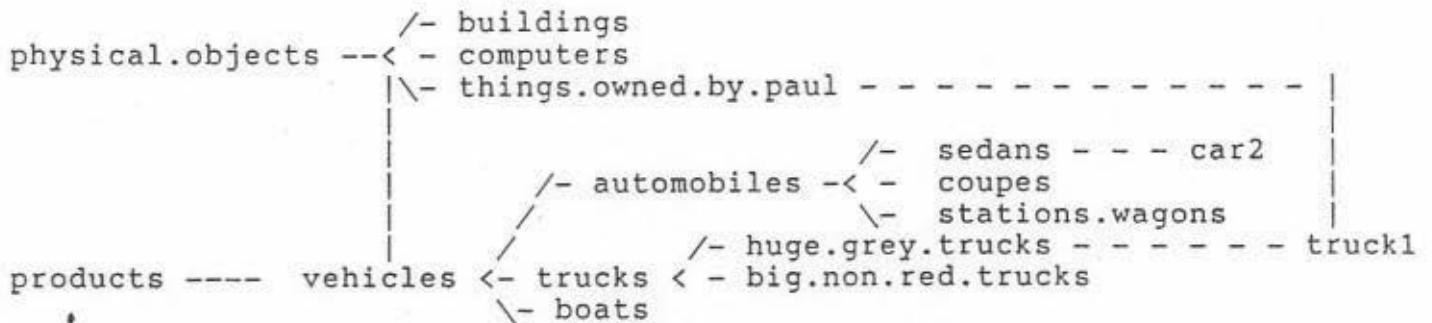 /- buildings
physical.objects --< - computers
|\- things.owned.by.paul - - - - - - - - - - - - - |
/- sedans - - - car2
/- automobiles -< - coupes
\- stations.wagons
/- huge.grey.trucks - - - - - - truck1
products ---- vehicles <- trucks < - big.non.red.trucks
\- boats